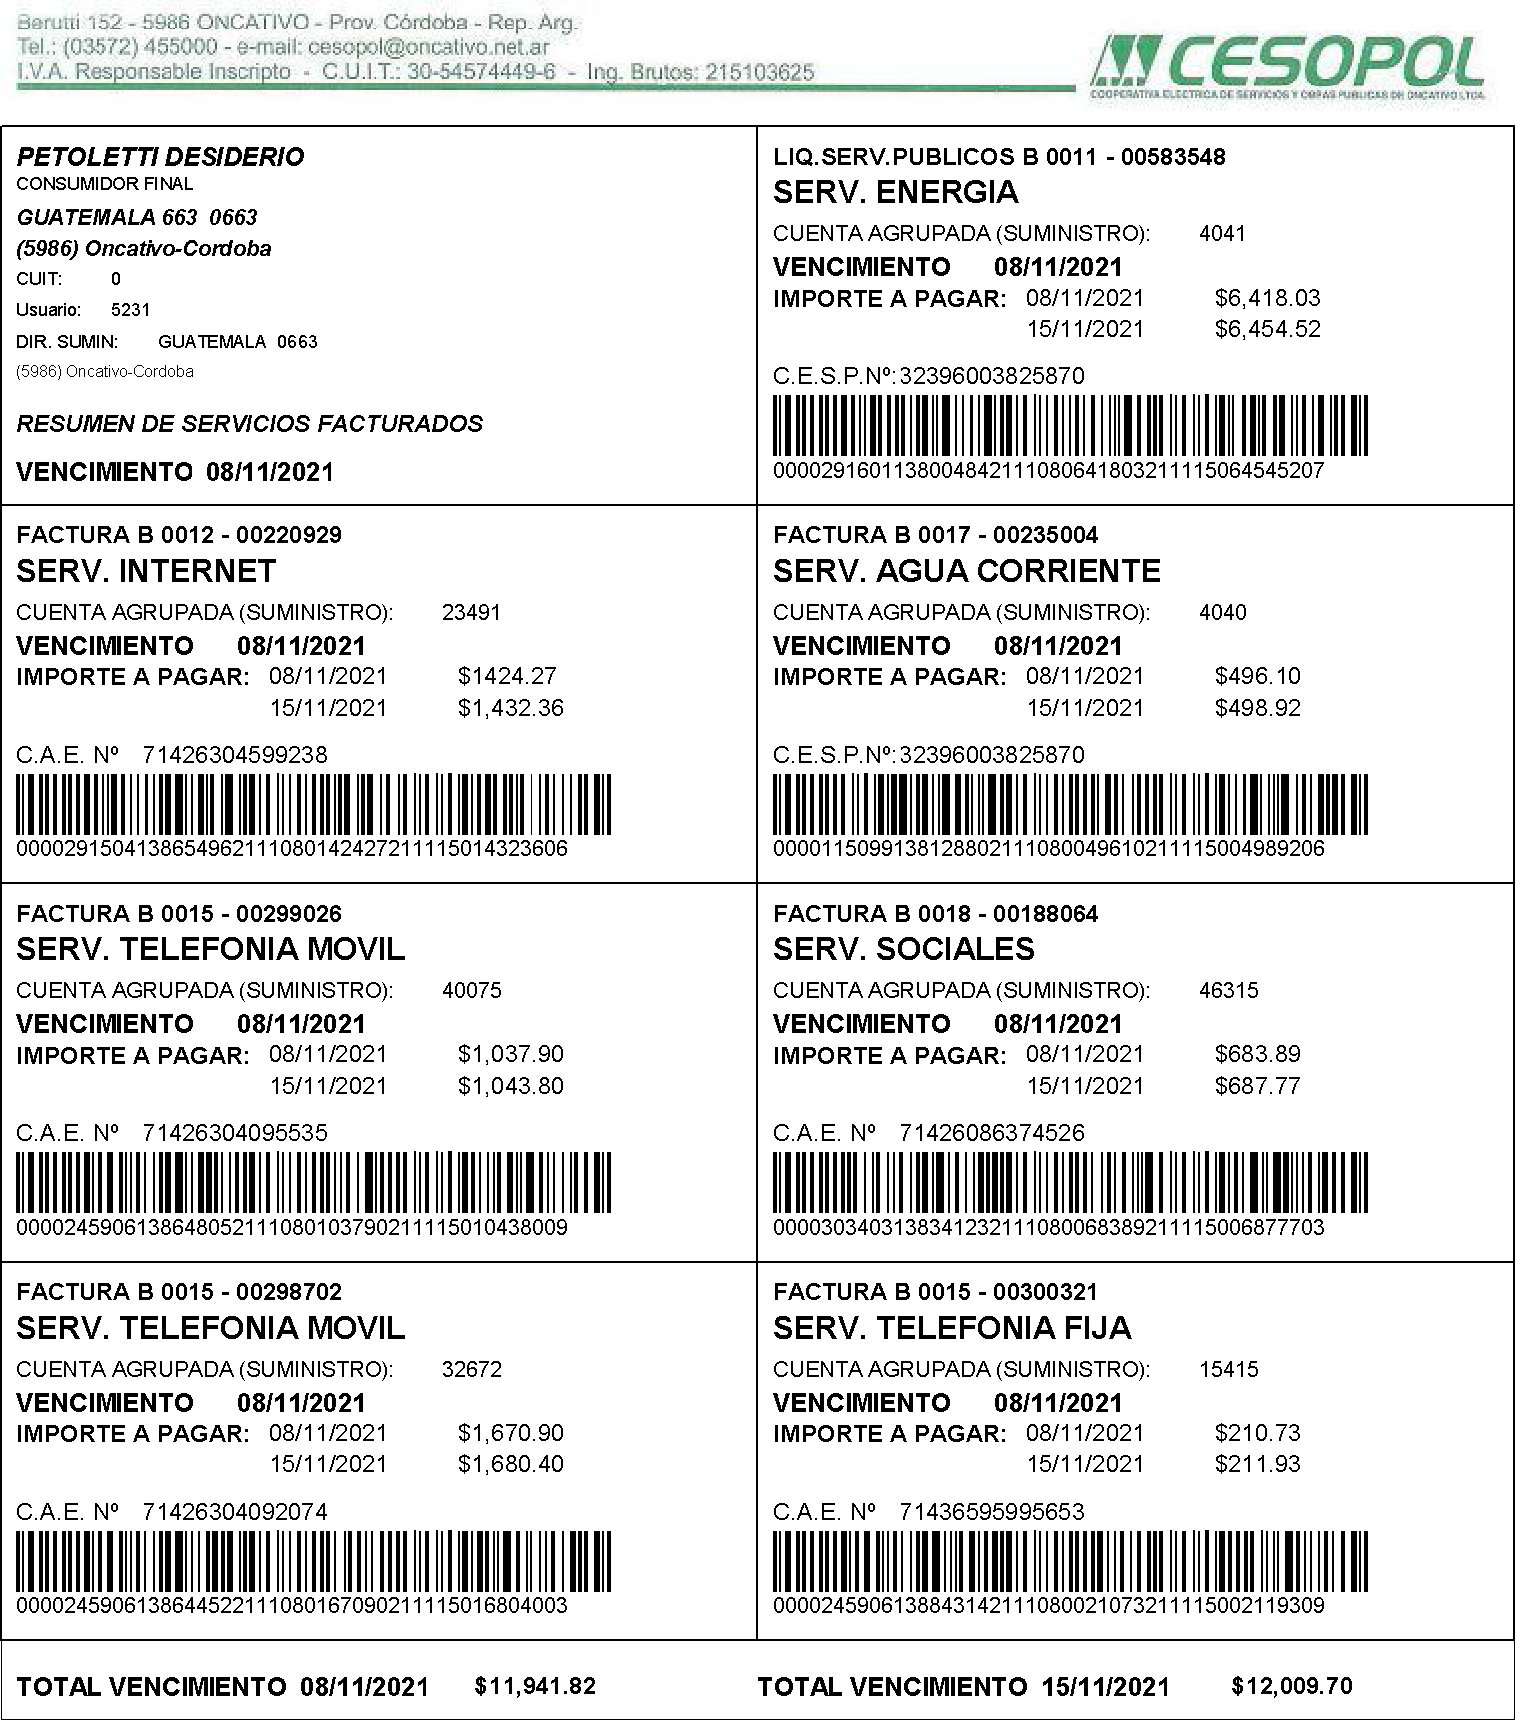 Berutti 152 - 5986 ONCATIVO - Prov. Córdoba - Rep. Arg.
Tel.: (03572) 455000 - e-mail: cesopol@oncativo.net.ar
I.V.A. Responsable Inscripto - C.U.I.T.: 30-54574449-6 - Ing. Brutos: 215103625
CESOPOL
COOPERATIVA ELECTRICA DE SERVICIOS Y OBRAS PUBLICAS DE ONCATIVO LTDA.
PETOLETTI DESIDERIO
CONSUMIDOR FINAL
GUATEMALA 663 0663
(5986) Oncativo-Cordoba
CUIT: 0
Usuario: 5231
DIR. SUMIN: GUATEMALA 0663
(5986) Oncativo-Cordoba
RESUMEN DE SERVICIOS FACTURADOS
VENCIMIENTO 08/11/2021
LIQ.SERV.PUBLICOS B 0011 - 00583548
SERV. ENERGIA
CUENTA AGRUPADA (SUMINISTRO): 4041
VENCIMIENTO 08/11/2021
IMPORTE A PAGAR: 08/11/2021 $6,418.03
15/11/2021 $6,454.52
C.E.S.P.Nº: 32396003825870
0000291601138004842111080641803211115064545207
FACTURA B 0012 - 00220929
SERV. INTERNET
CUENTA AGRUPADA (SUMINISTRO): 23491
VENCIMIENTO 08/11/2021
IMPORTE A PAGAR: 08/11/2021 $1424.27
15/11/2021 $1,432.36
C.A.E. Nº 71426304599238
0000291504138654962111080142427211115014323606
FACTURA B 0017 - 00235004
SERV. AGUA CORRIENTE
CUENTA AGRUPADA (SUMINISTRO): 4040
VENCIMIENTO 08/11/2021
IMPORTE A PAGAR: 08/11/2021 $496.10
15/11/2021 $498.92
C.E.S.P.Nº: 32396003825870
0000115099138128802111080049610211115004989206
FACTURA B 0015 - 00299026
SERV. TELEFONIA MOVIL
CUENTA AGRUPADA (SUMINISTRO): 40075
VENCIMIENTO 08/11/2021
IMPORTE A PAGAR: 08/11/2021 $1,037.90
15/11/2021 $1,043.80
C.A.E. Nº 71426304095535
0000245906138648052111080103790211115010438009
FACTURA B 0018 - 00188064
SERV. SOCIALES
CUENTA AGRUPADA (SUMINISTRO): 46315
VENCIMIENTO 08/11/2021
IMPORTE A PAGAR: 08/11/2021 $683.89
15/11/2021 $687.77
C.A.E. Nº 71426086374526
0000303403138341232111080068389211115006877703
FACTURA B 0015 - 00298702
SERV. TELEFONIA MOVIL
CUENTA AGRUPADA (SUMINISTRO): 32672
VENCIMIENTO 08/11/2021
IMPORTE A PAGAR: 08/11/2021 $1,670.90
15/11/2021 $1,680.40
C.A.E. Nº 71426304092074
0000245906138644522111080167090211115016804003
FACTURA B 0015 - 00300321
SERV. TELEFONIA FIJA
CUENTA AGRUPADA (SUMINISTRO): 15415
VENCIMIENTO 08/11/2021
IMPORTE A PAGAR: 08/11/2021 $210.73
15/11/2021 $211.93
C.A.E. Nº 71436595995653
0000245906138843142111080021073211115002119309
TOTAL VENCIMIENTO 08/11/2021 $11,941.82
TOTAL VENCIMIENTO 15/11/2021 $12,009.70